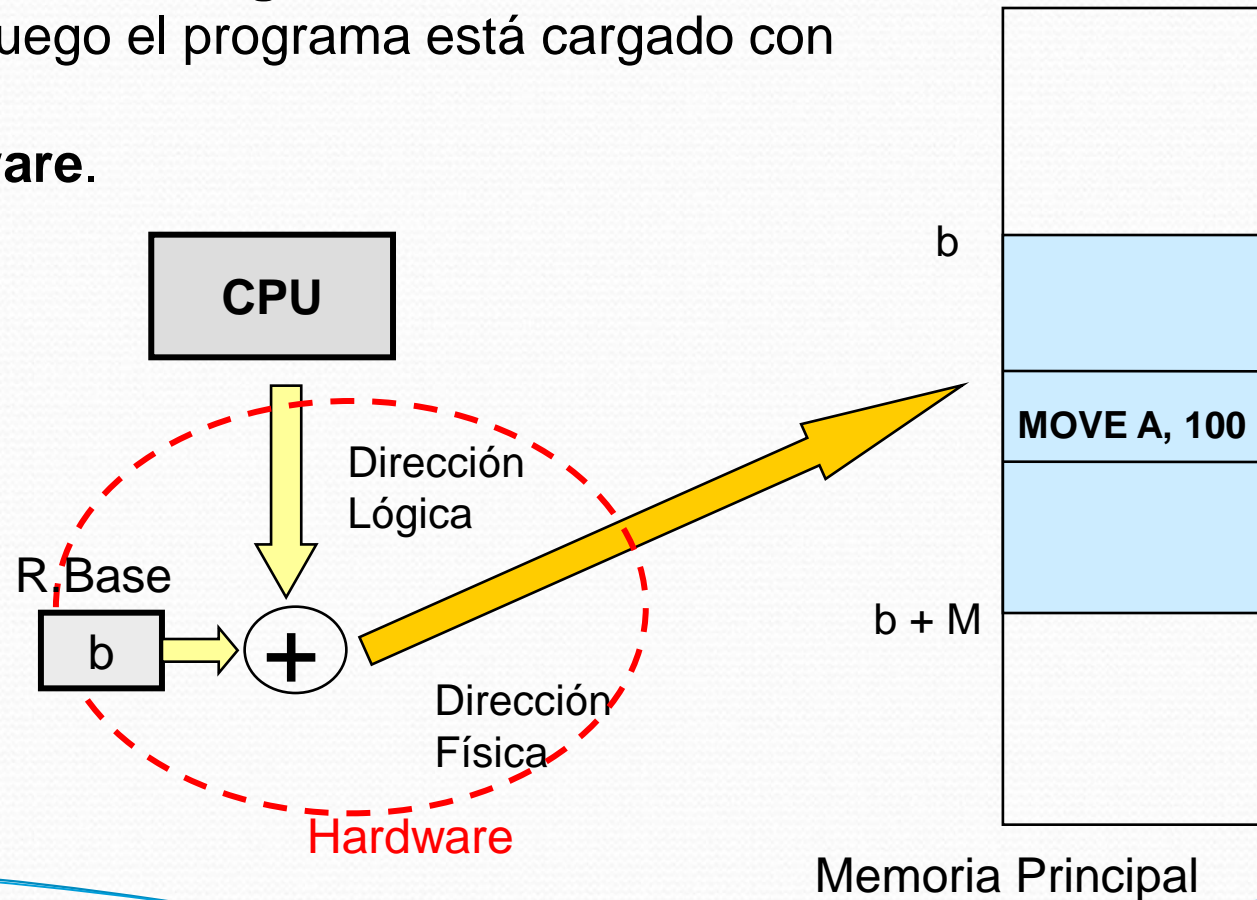 uego el programa está cargado con
are.
b
CPU
MOVE A, 100
Dirección
Lógica
R.Base
b
+
b + M
Dirección
Física
Hardware
Memoria Principal